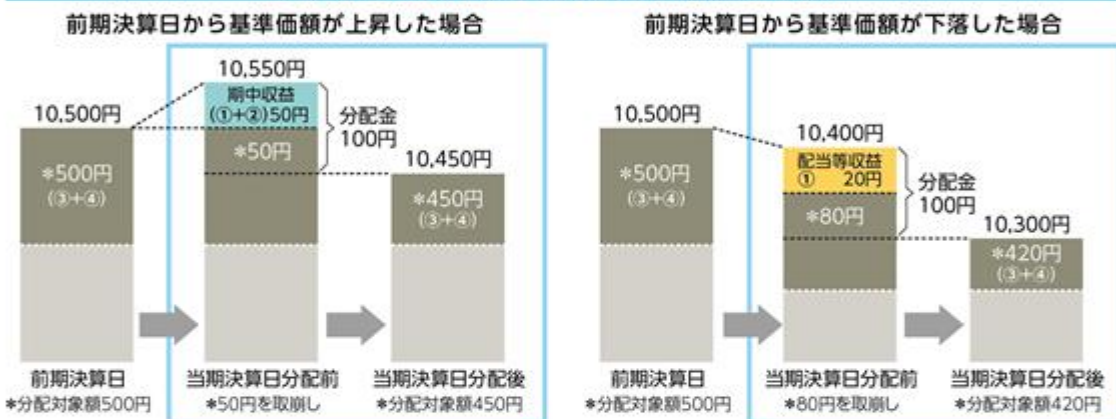 前期決算日から基準価額が上昇した場合
10,500円
*500円
(③+④)
10,550円
期中収益
(①+②)50円
*50円
分配金
100円
10,450円
*450円
(③+④)
前期決算日
*分配対象額500円
当期決算日分配前
*50円を取崩し
当期決算日分配後
*分配対象額450円
前期決算日から基準価額が下落した場合
10,500円
*500円
(③+④)
10,400円
配当等収益
① 20円
*80円
分配金
100円
10,300円
*420円
(③+④)
前期決算日
*分配対象額500円
当期決算日分配前
*80円を取崩し
当期決算日分配後
*分配対象額420円